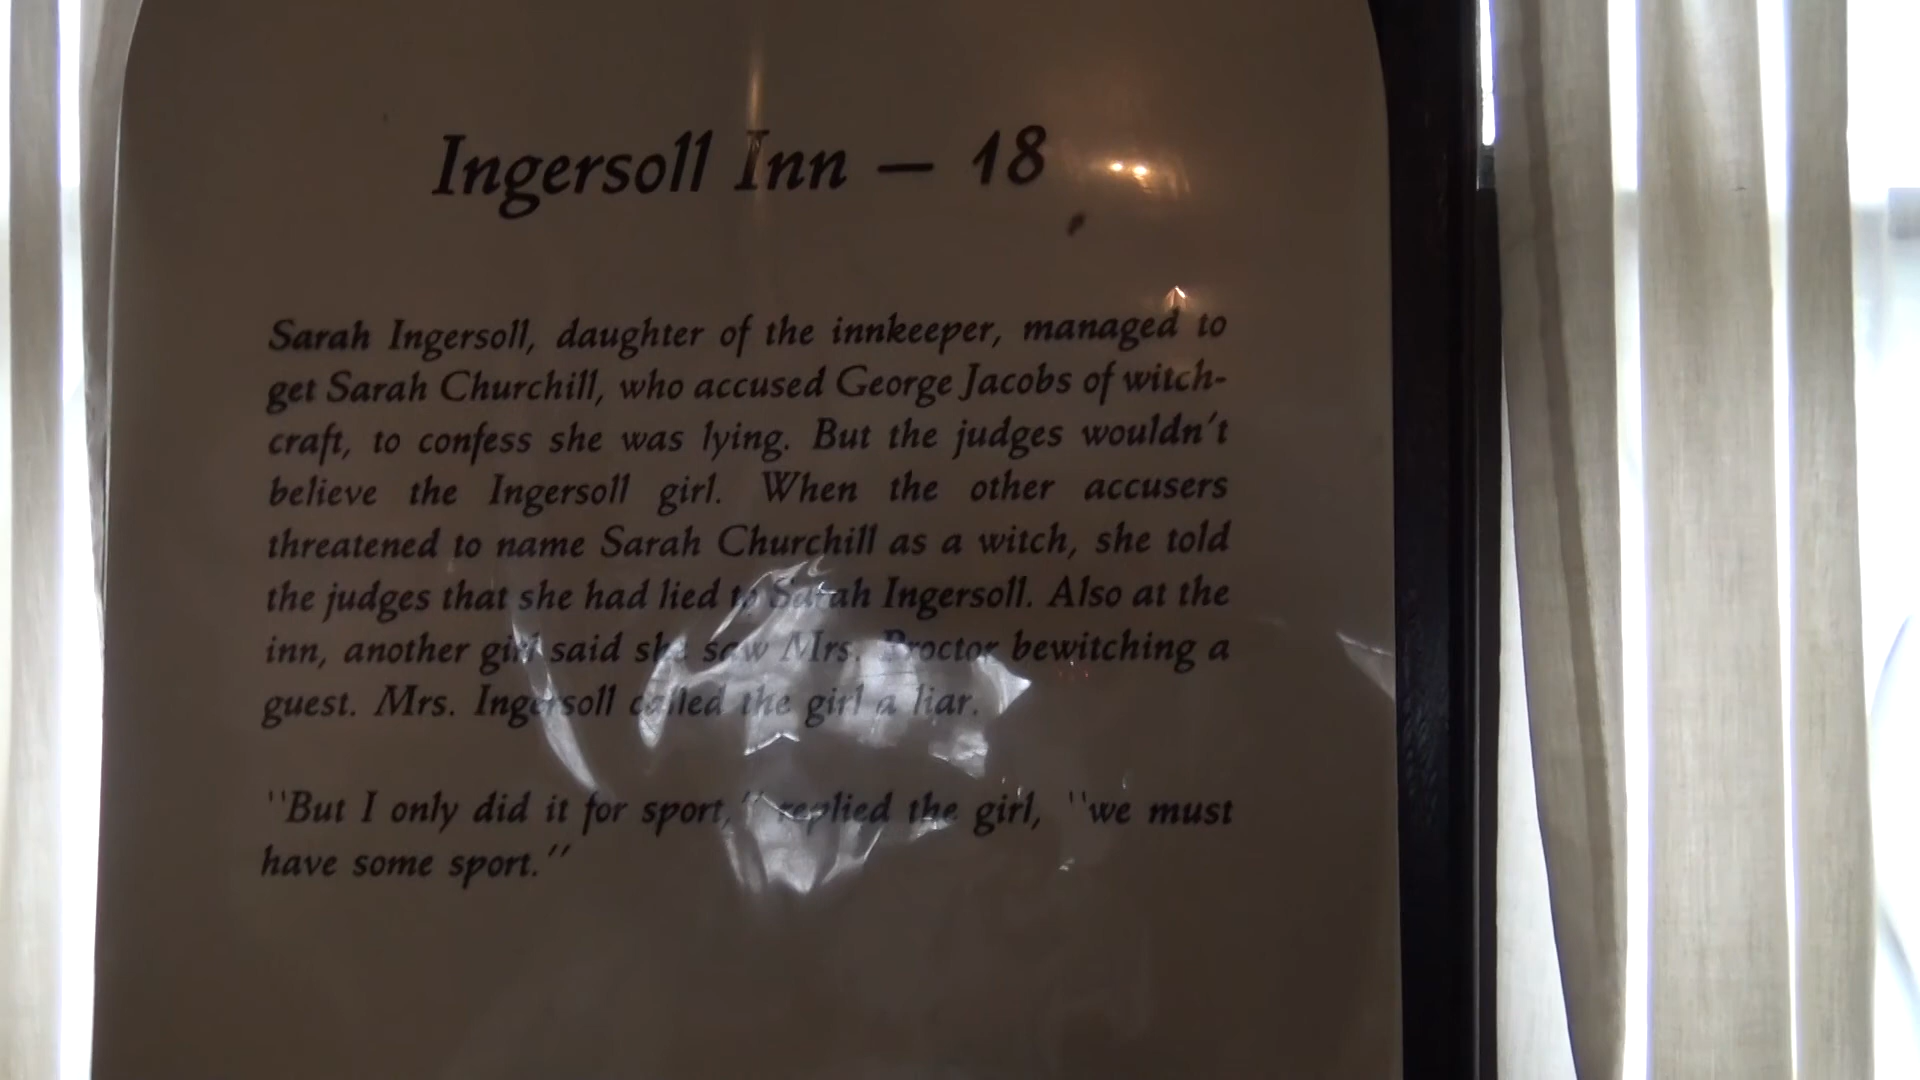 Ingersoll Inn — 18
Sarah Ingersoll, daughter of the innkeeper, managed to
get Sarah Churchill, who accused George Jacobs of witch-
craft, to confess she was lying. But the judges wouldn't
believe the Ingersoll girl. When the other accusers
threatened to name Sarah Churchill as a witch, she told
the judges that she had lied to Sarah Ingersoll. Also at the
inn, another girl said she saw Mrs. Proctor bewitching a
guest. Mrs. Ingersoll called the girl a liar.
"But I only did it for sport," replied the girl, "we must
have some sport."